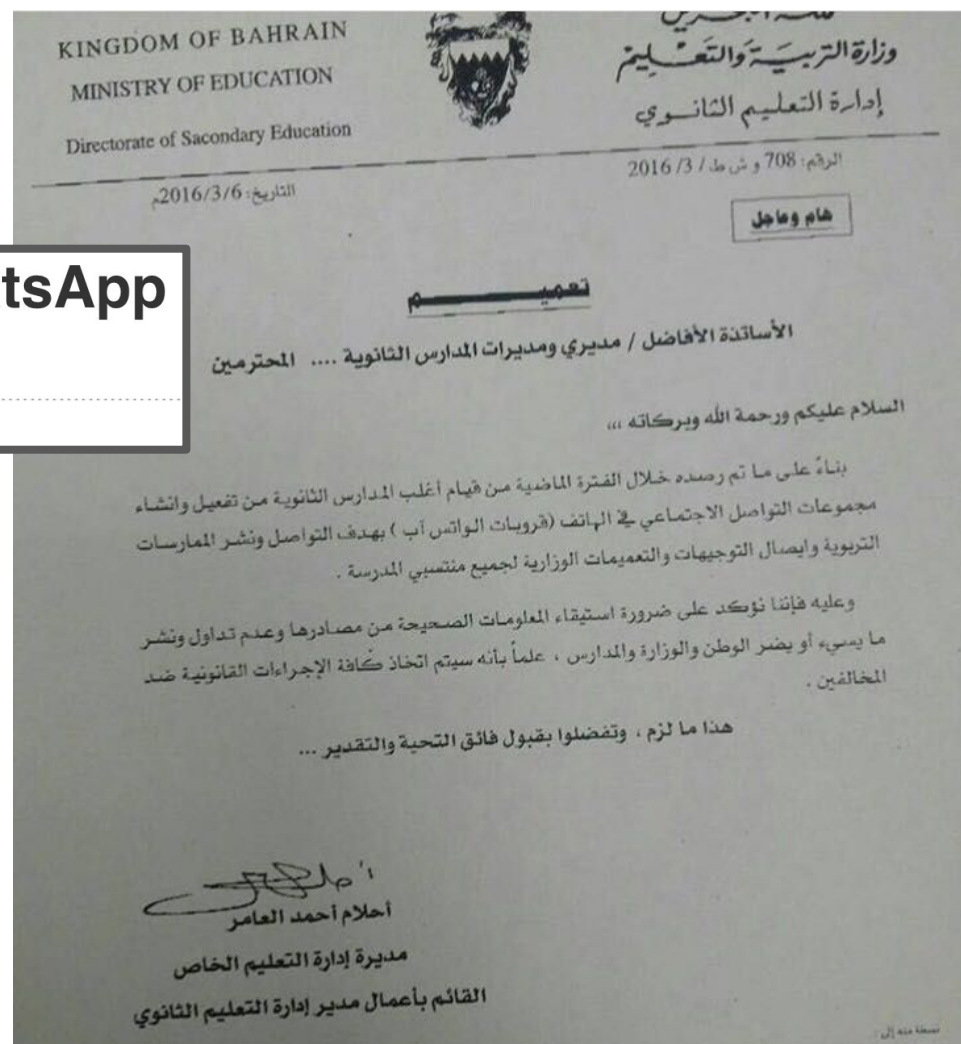 KINGDOM OF BAHRAIN
MINISTRY OF EDUCATION
Directorate of Sacondary Education
وزارة التربية والتعليم
إدارة التعليم الثانوي
الرقم: 708 و ش ط / 3/ 2016
التاريخ: 2016/3/6م
هام وعاجل
tsApp
تعميم
الأساتذة الأفاضل / مديري ومديرات المدارس الثانوية .... المحترمين
السلام عليكم ورحمة الله وبركاته ،،،
بناءً على ما تم رصده خلال الفترة الماضية من قيام أغلب المدارس الثانوية من تفعيل وانشاء
مجموعات التواصل الاجتماعي في الهاتف (قروبات الواتس آب ) بهدف التواصل ونشر الممارسات
التربوية وايصال التوجيهات والتعميمات الوزارية لجميع منتسبي المدرسة .
وعليه فإننا نؤكد على ضرورة استيقاء المعلومات الصحيحة من مصادرها وعدم تداول ونشر
ما يسيء أو يضر الوطن والوزارة والمدارس ، علماً بأنه سيتم اتخاذ كافة الإجراءات القانونية ضد
المخالفين .
هذا ما لزم ، وتفضلوا بقبول فائق التحية والتقدير ...
أحلام أحمد العامر
مديرة إدارة التعليم الخاص
القائم بأعمال مدير إدارة التعليم الثانوي
نسخة منه إلى :